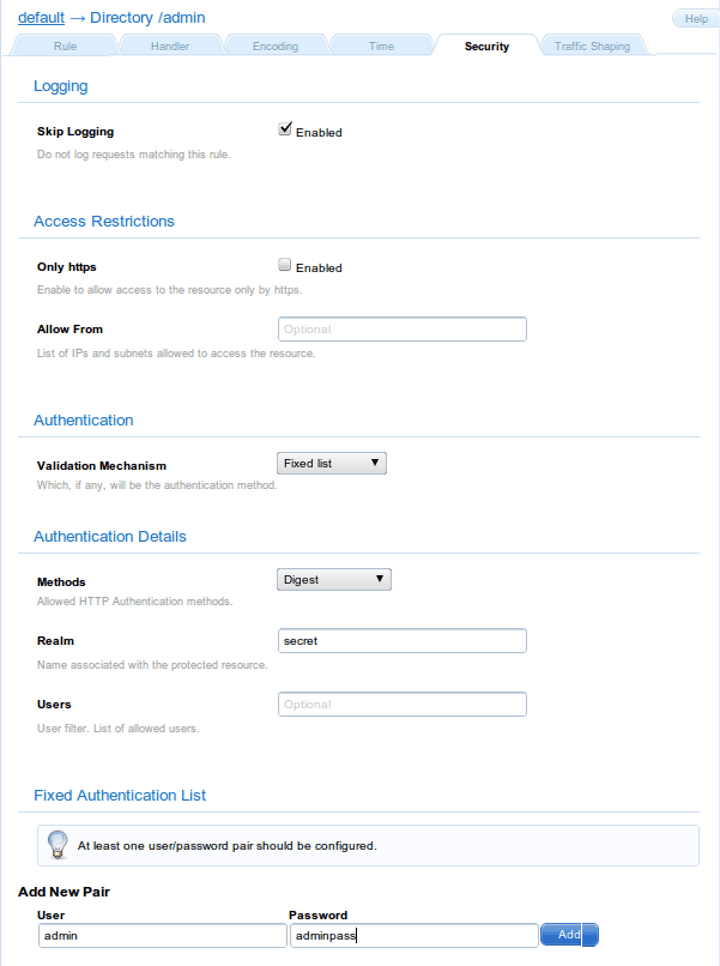 default → Directory /admin
Help
Rule Handler Encoding Time Security Traffic Shaping
Logging
Skip Logging Enabled
Do not log requests matching this rule.
Access Restrictions
Only https Enabled
Enable to allow access to the resource only by https.
Allow From Optional
List of IPs and subnets allowed to access the resource.
Authentication
Validation Mechanism Fixed list
Which, if any, will be the authentication method.
Authentication Details
Methods Digest
Allowed HTTP Authentication methods.
Realm secret
Name associated with the protected resource.
Users Optional
User filter. List of allowed users.
Fixed Authentication List
At least one user/password pair should be configured.
Add New Pair
User Password
admin adminpass Add